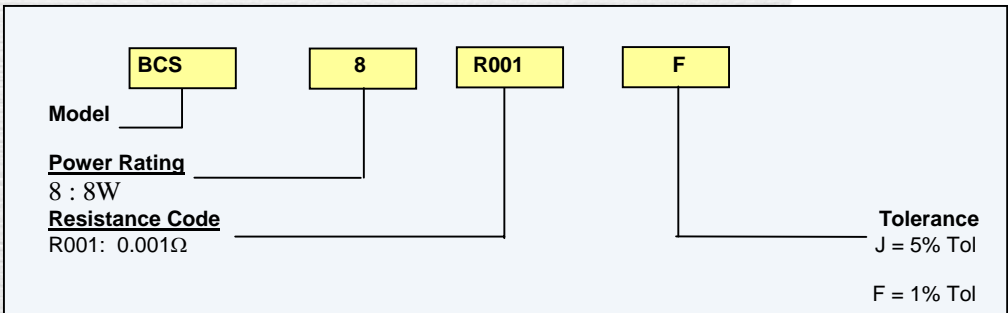 BCS 8 R001 F
Model
Power Rating
8 : 8W
Resistance Code
R001: 0.001Ω
Tolerance
J = 5% Tol
F = 1% Tol